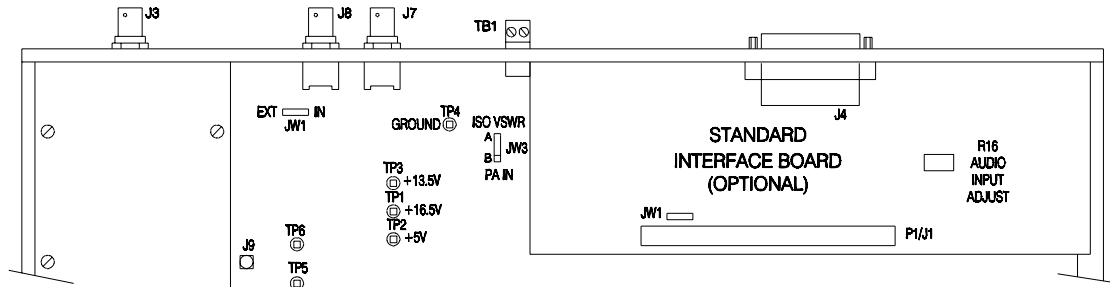 J3
J8
J7
TB1
EXT IN
JW1
GROUND TP4
ISO VSWR
A
JW3
B
PA IN
TP3
+13.5V
TP1
+16.5V
TP2
+5V
TP6
J9
TP5
J4
STANDARD
INTERFACE BOARD
(OPTIONAL)
R16
AUDIO
INPUT
ADJUST
JW1
P1/J1